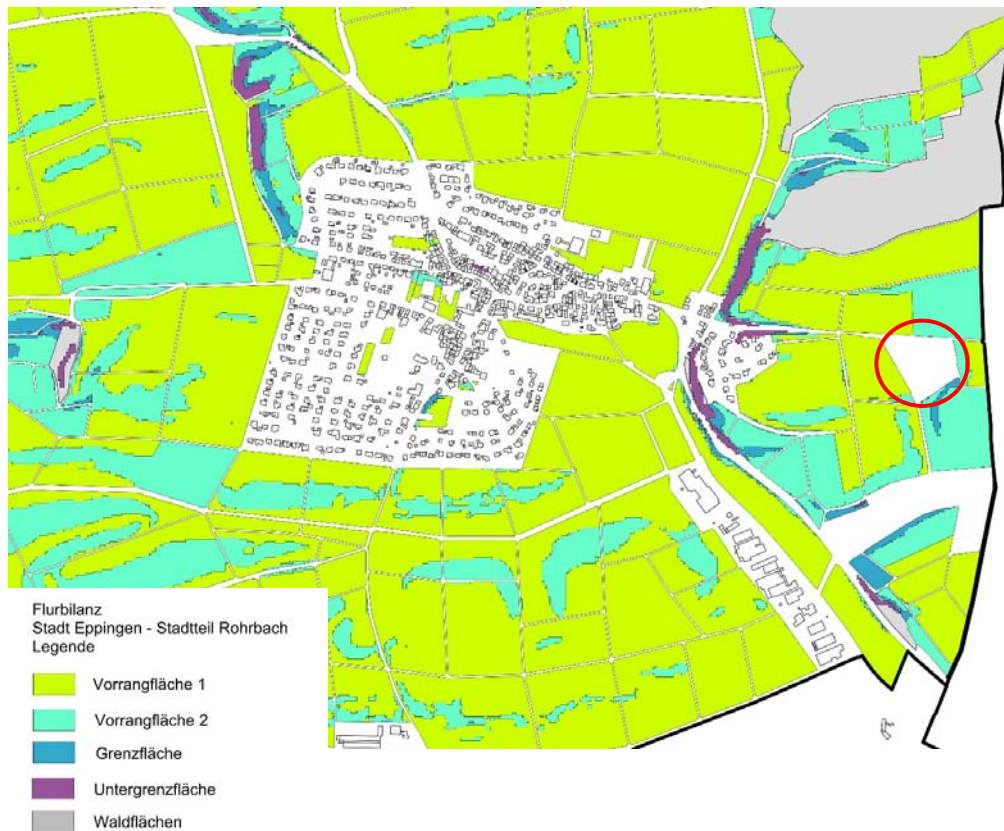 Flurbilanz
Stadt Eppingen - Stadtteil Rohrbach
Legende
Vorrangfläche 1
Vorrangfläche 2
Grenzfläche
Untergrenzfläche
Waldflächen